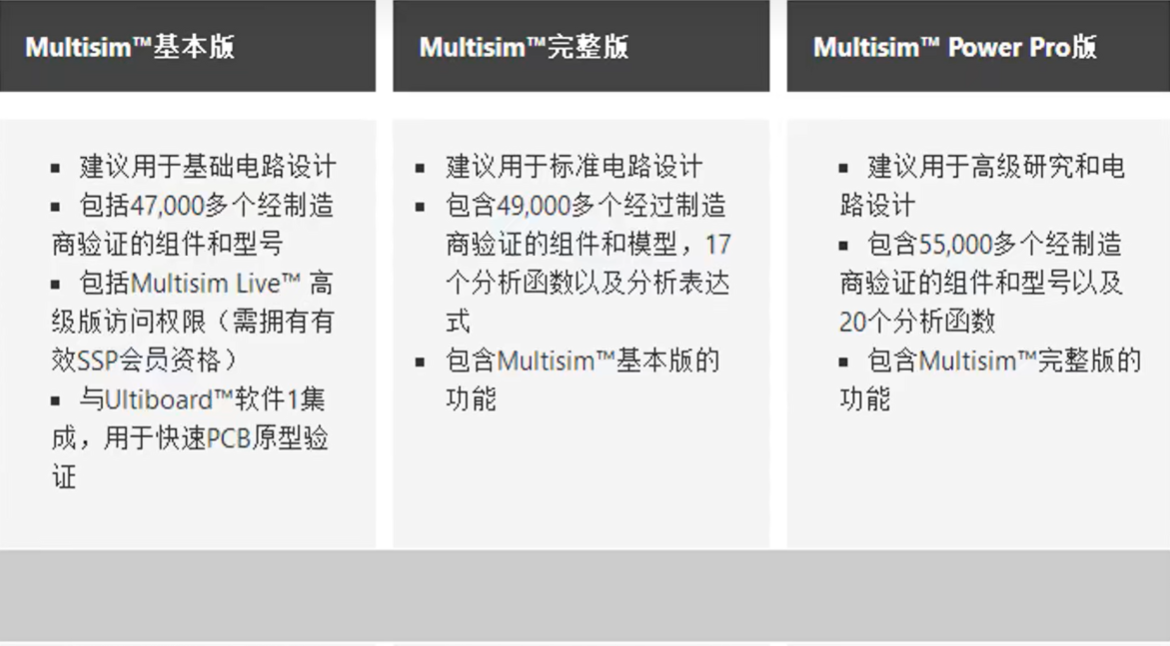 Multisim™基本版
▪ 建议用于基础电路设计
▪ 包括47,000多个经制造
商验证的组件和型号
▪ 包括Multisim Live™ 高
级版访问权限（需拥有有
效SSP会员资格）
▪ 与Ultiboard™软件1集
成，用于快速PCB原型验
证
Multisim™完整版
▪ 建议用于标准电路设计
▪ 包含49,000多个经过制造
商验证的组件和模型，17
个分析函数以及分析表达
式
▪ 包含Multisim™基本版的
功能
Multisim™ Power Pro版
▪ 建议用于高级研究和电
路设计
▪ 包含55,000多个经制造
商验证的组件和型号以及
20个分析函数
▪ 包含Multisim™完整版的
功能